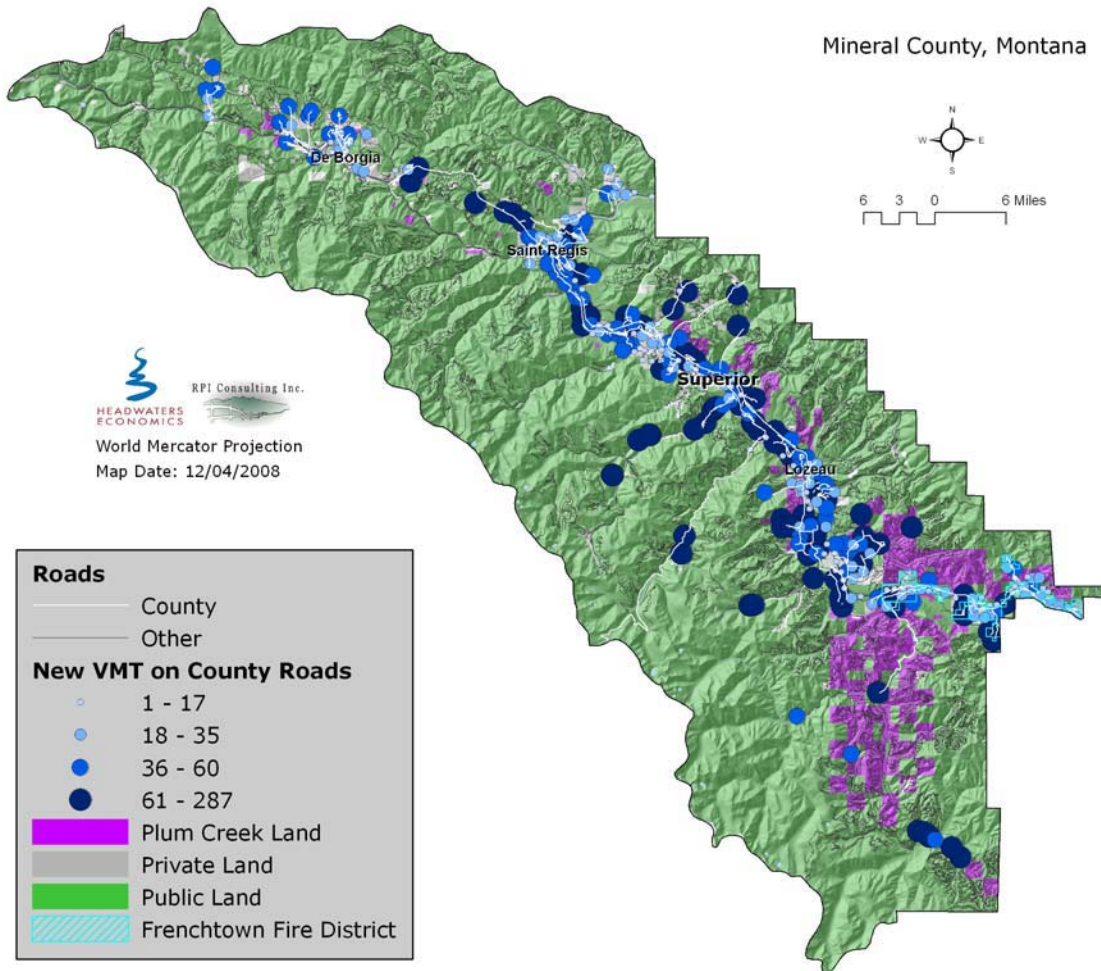 Mineral County, Montana
N
W E
S
6 3 0 6 Miles
De Borgia
Saint Regis
Superior
Lozeau
HEADWATERS
ECONOMICS
RPI Consulting Inc.
World Mercator Projection
Map Date: 12/04/2008
Roads
County
Other
New VMT on County Roads
1 - 17
18 - 35
36 - 60
61 - 287
Plum Creek Land
Private Land
Public Land
Frenchtown Fire District